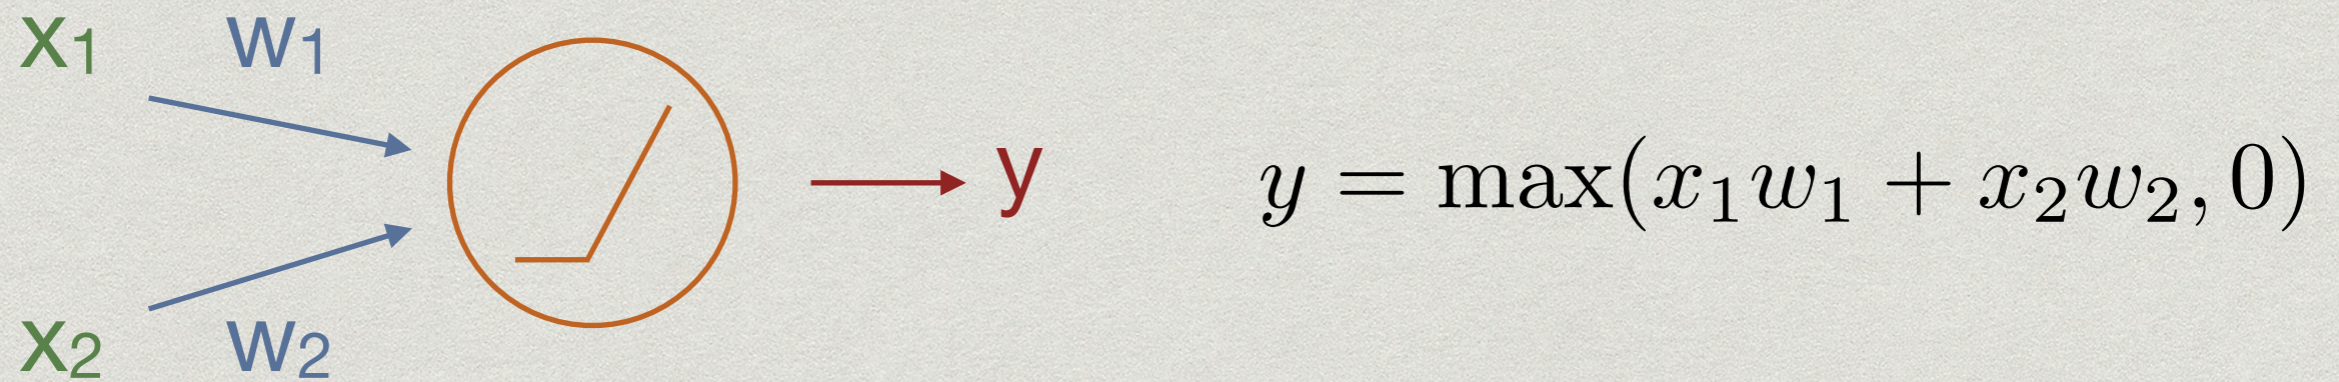 x₁ w₁
y
y = max(x₁w₁ + x₂w₂, 0)
x₂ w₂